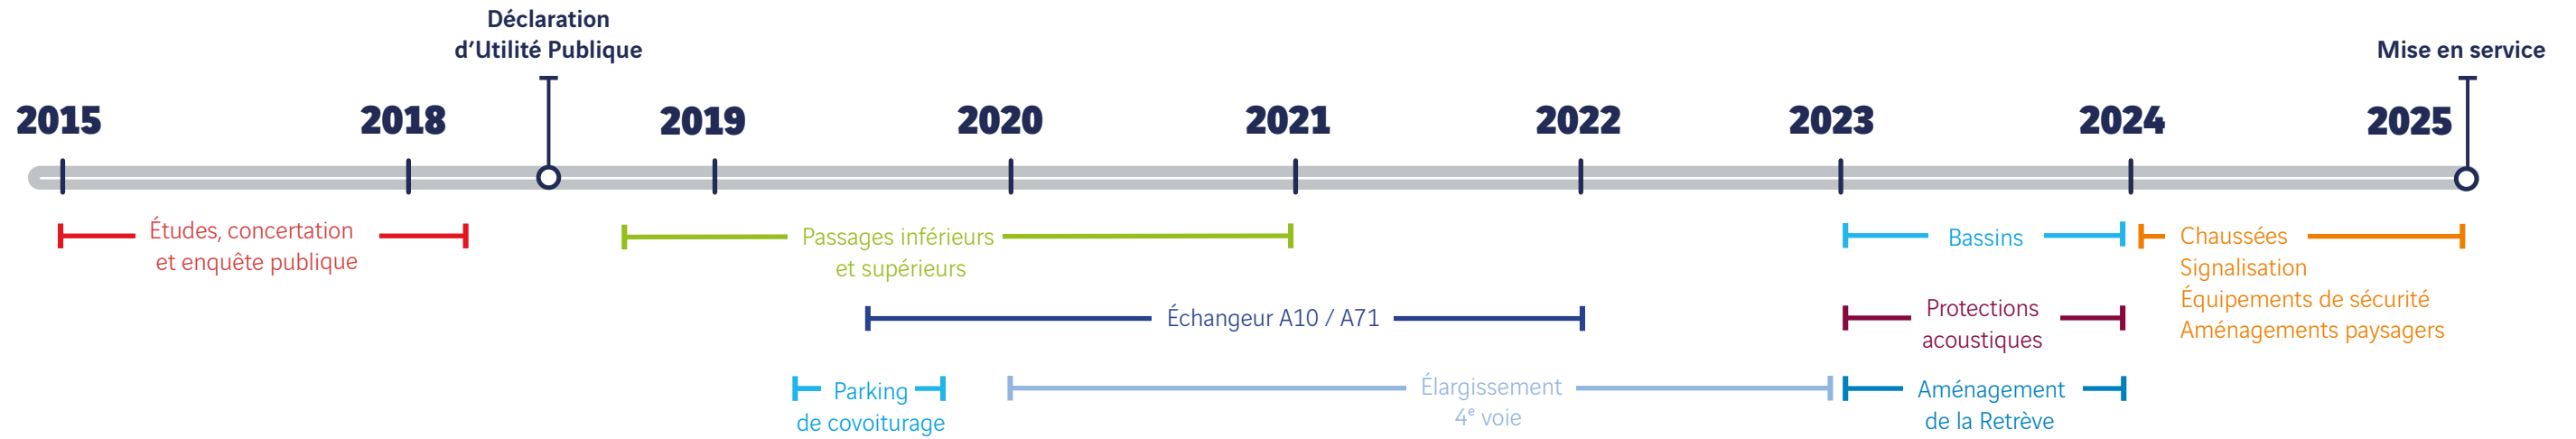 Déclaration
d'Utilité Publique
Mise en service
2015
2018
2019
2020
2021
2022
2023
2024
2025
Études, concertation
et enquête publique
Passages inférieurs
et supérieurs
Bassins
Chaussées
Signalisation
Équipements de sécurité
Aménagements paysagers
Échangeur A10 / A71
Protections
acoustiques
Parking
de covoiturage
Élargissement
4ᵉ voie
Aménagement
de la Retrève